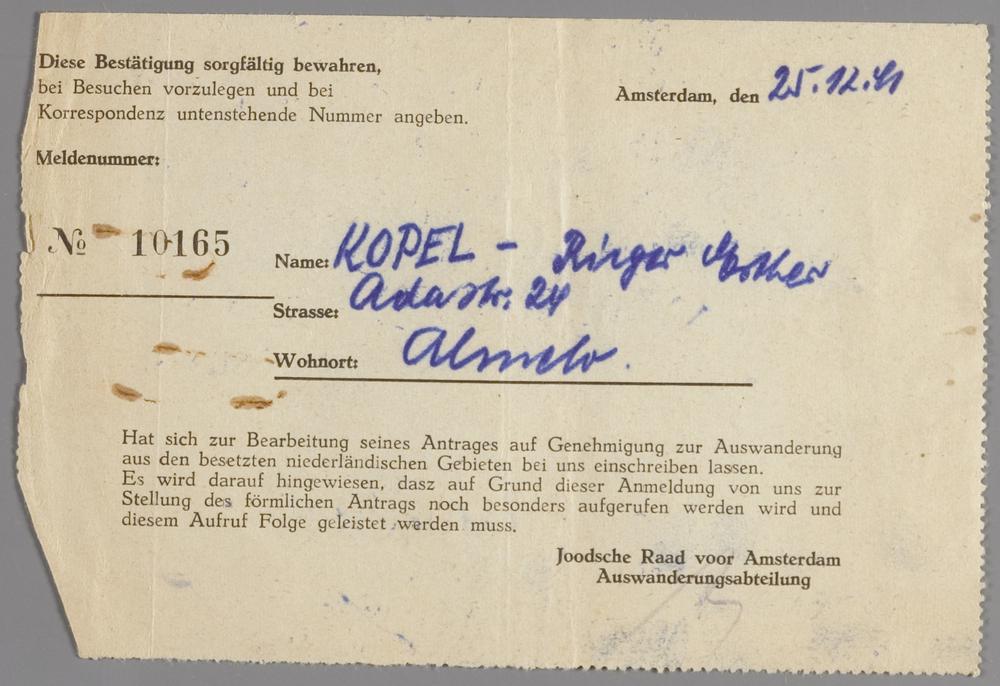 Diese Bestätigung sorgfältig bewahren,
bei Besuchen vorzulegen und bei
Korrespondenz untenstehende Nummer angeben.
Amsterdam, den 25.12.41
Meldenummer:
№ 10165
Name: KOPEL - Ringer Esther
Strasse: Adastr. 24
Wohnort: Almelo.
Hat sich zur Bearbeitung seines Antrages auf Genehmigung zur Auswanderung
aus den besetzten niederländischen Gebieten bei uns einschreiben lassen.
Es wird darauf hingewiesen, dasz auf Grund dieser Anmeldung von uns zur
Stellung des förmlichen Antrags noch besonders aufgerufen werden wird und
diesem Aufruf Folge geleistet werden muss.
Joodsche Raad voor Amsterdam
Auswanderungsabteilung